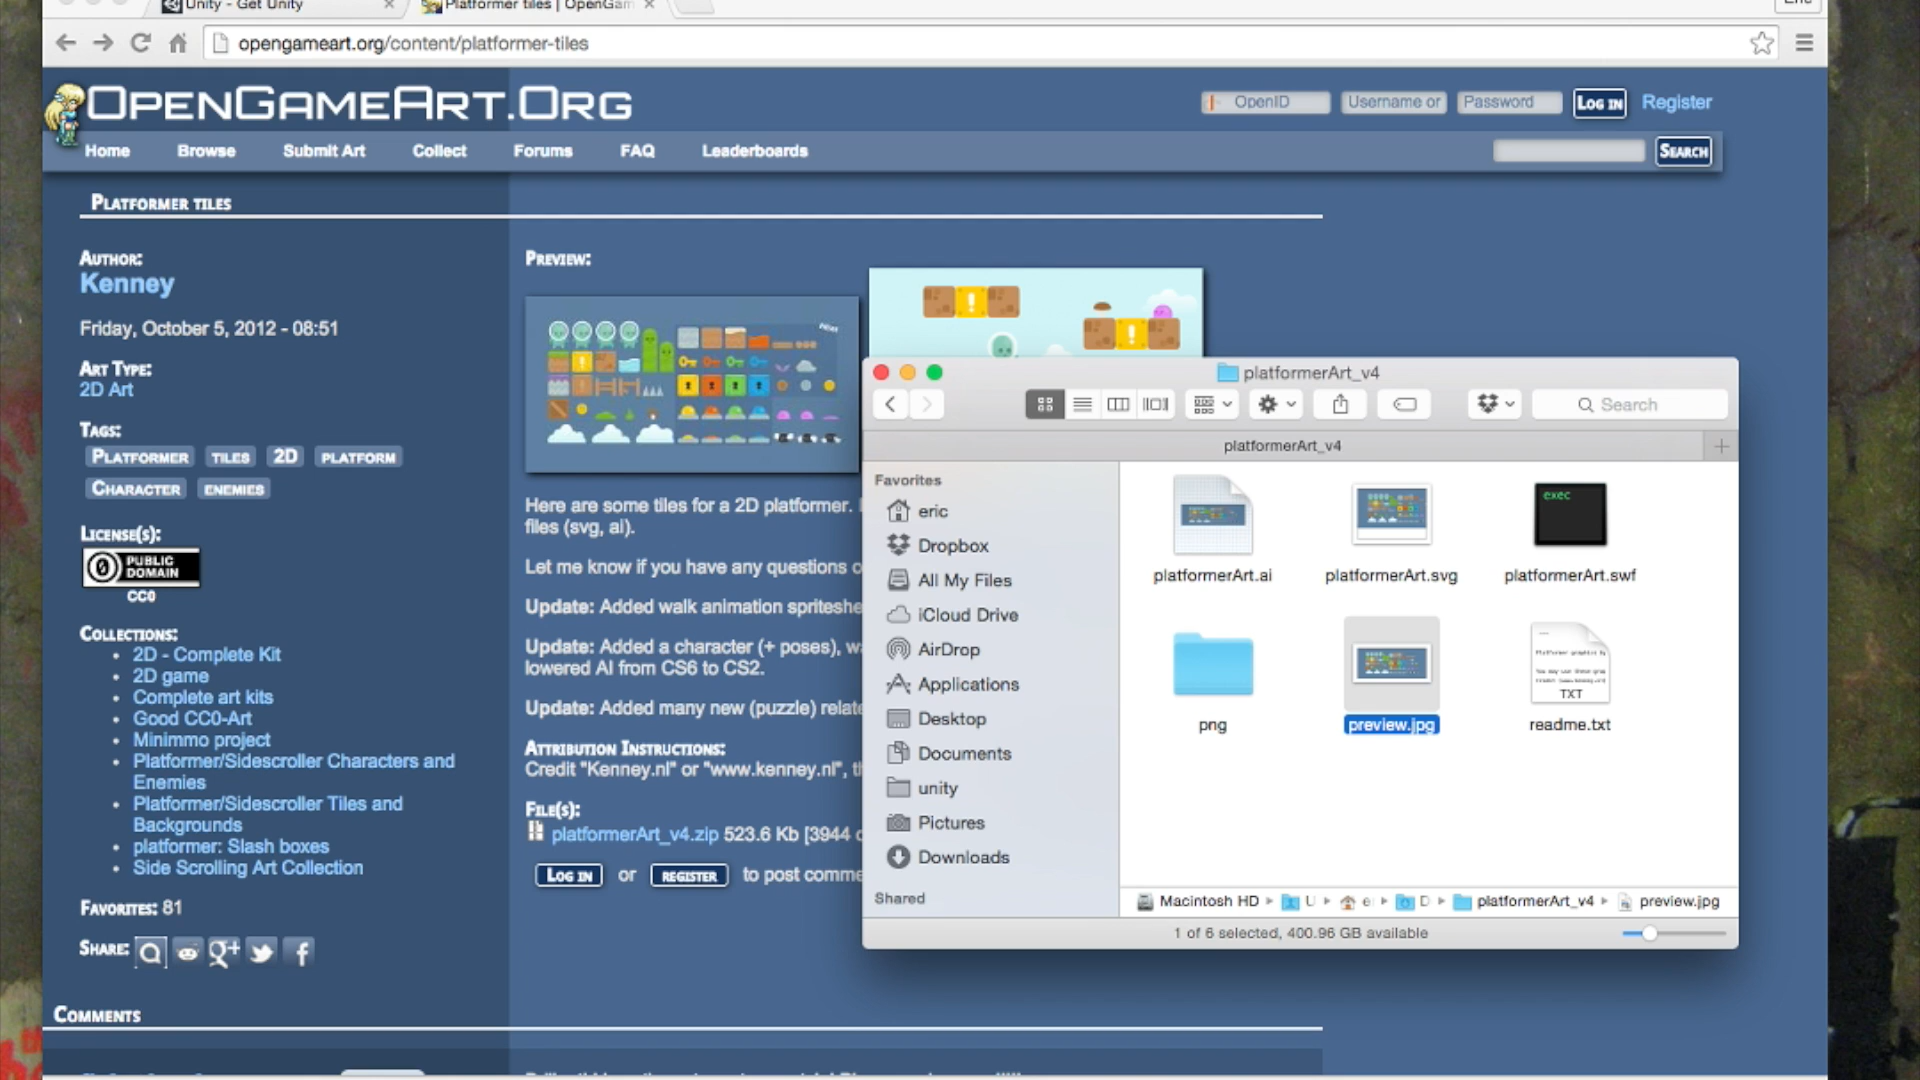 Unity - Get Unity
Platformer tiles | OpenGam
Eric
opengameart.org/content/platformer-tiles
OpenGameArt.Org
OpenID
Username or
Password
Log in
Register
Home
Browse
Submit Art
Collect
Forums
FAQ
Leaderboards
Search
Platformer tiles
Author:
Kenney
Friday, October 5, 2012 - 08:51
Art Type:
2D Art
Tags:
Platformer
tiles
2D
platform
Character
enemies
License(s):
PUBLIC
DOMAIN
CC0
Collections:
2D - Complete Kit
2D game
Complete art kits
Good CC0-Art
Minimmo project
Platformer/Sidescroller Characters and
Enemies
Platformer/Sidescroller Tiles and
Backgrounds
platformer: Slash boxes
Side Scrolling Art Collection
Favorites: 81
Share:
Comments
Preview:
Here are some tiles for a 2D platformer.
files (svg, ai).
Let me know if you have any questions o
Update: Added walk animation spriteshe
Update: Added a character (+ poses), wa
lowered AI from CS6 to CS2.
Update: Added many new (puzzle) relate
Attribution Instructions:
Credit "Kenney.nl" or "www.kenney.nl", th
File(s):
platformerArt_v4.zip 523.6 Kb [3944 d
Log in or register to post comme
platformerArt_v4
Search
platformerArt_v4
Favorites
eric
Dropbox
All My Files
iCloud Drive
AirDrop
Applications
Desktop
Documents
unity
Pictures
Downloads
Shared
platformerArt.ai
platformerArt.svg
exec
platformerArt.swf
png
preview.jpg
TXT
readme.txt
Macintosh HD
U
e
D
platformerArt_v4
preview.jpg
1 of 6 selected, 400.96 GB available